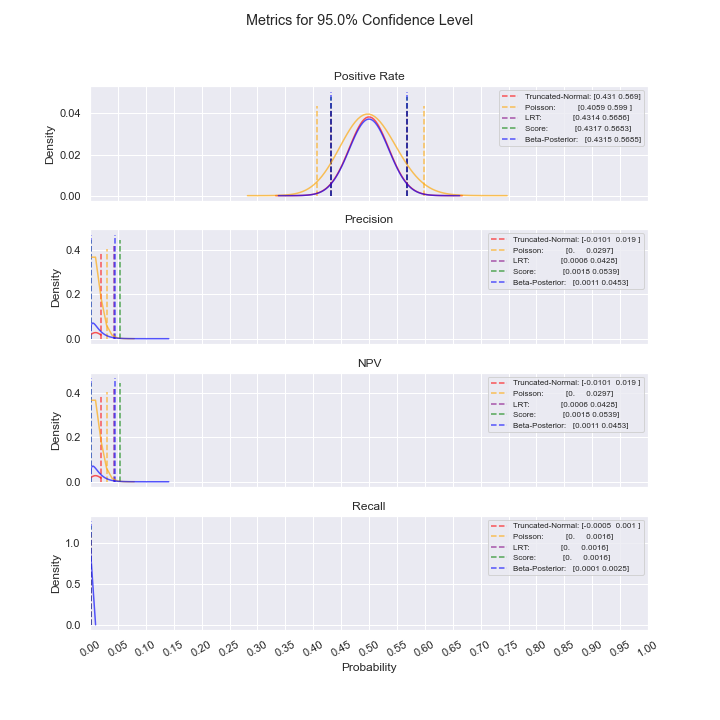 Metrics for 95.0% Confidence Level
Positive Rate
Density
0.04
0.02
0.00
Truncated-Normal: [0.431 0.569]
Poisson: [0.4059 0.599 ]
LRT: [0.4314 0.5686]
Score: [0.4317 0.5683]
Beta-Posterior: [0.4315 0.5685]
Precision
Density
0.4
0.2
0.0
Truncated-Normal: [-0.0101 0.019 ]
Poisson: [0. 0.0297]
LRT: [0.0006 0.0428]
Score: [0.0018 0.0539]
Beta-Posterior: [0.0011 0.0453]
NPV
Density
0.4
0.2
0.0
Truncated-Normal: [-0.0101 0.019 ]
Poisson: [0. 0.0297]
LRT: [0.0006 0.0428]
Score: [0.0018 0.0539]
Beta-Posterior: [0.0011 0.0453]
Recall
Density
1.0
0.5
0.0
Truncated-Normal: [-0.0005 0.001 ]
Poisson: [0. 0.0016]
LRT: [0. 0.0016]
Score: [0. 0.0016]
Beta-Posterior: [0.0001 0.0025]
0.00 0.05 0.10 0.15 0.20 0.25 0.30 0.35 0.40 0.45 0.50 0.55 0.60 0.65 0.70 0.75 0.80 0.85 0.90 0.95 1.00
Probability